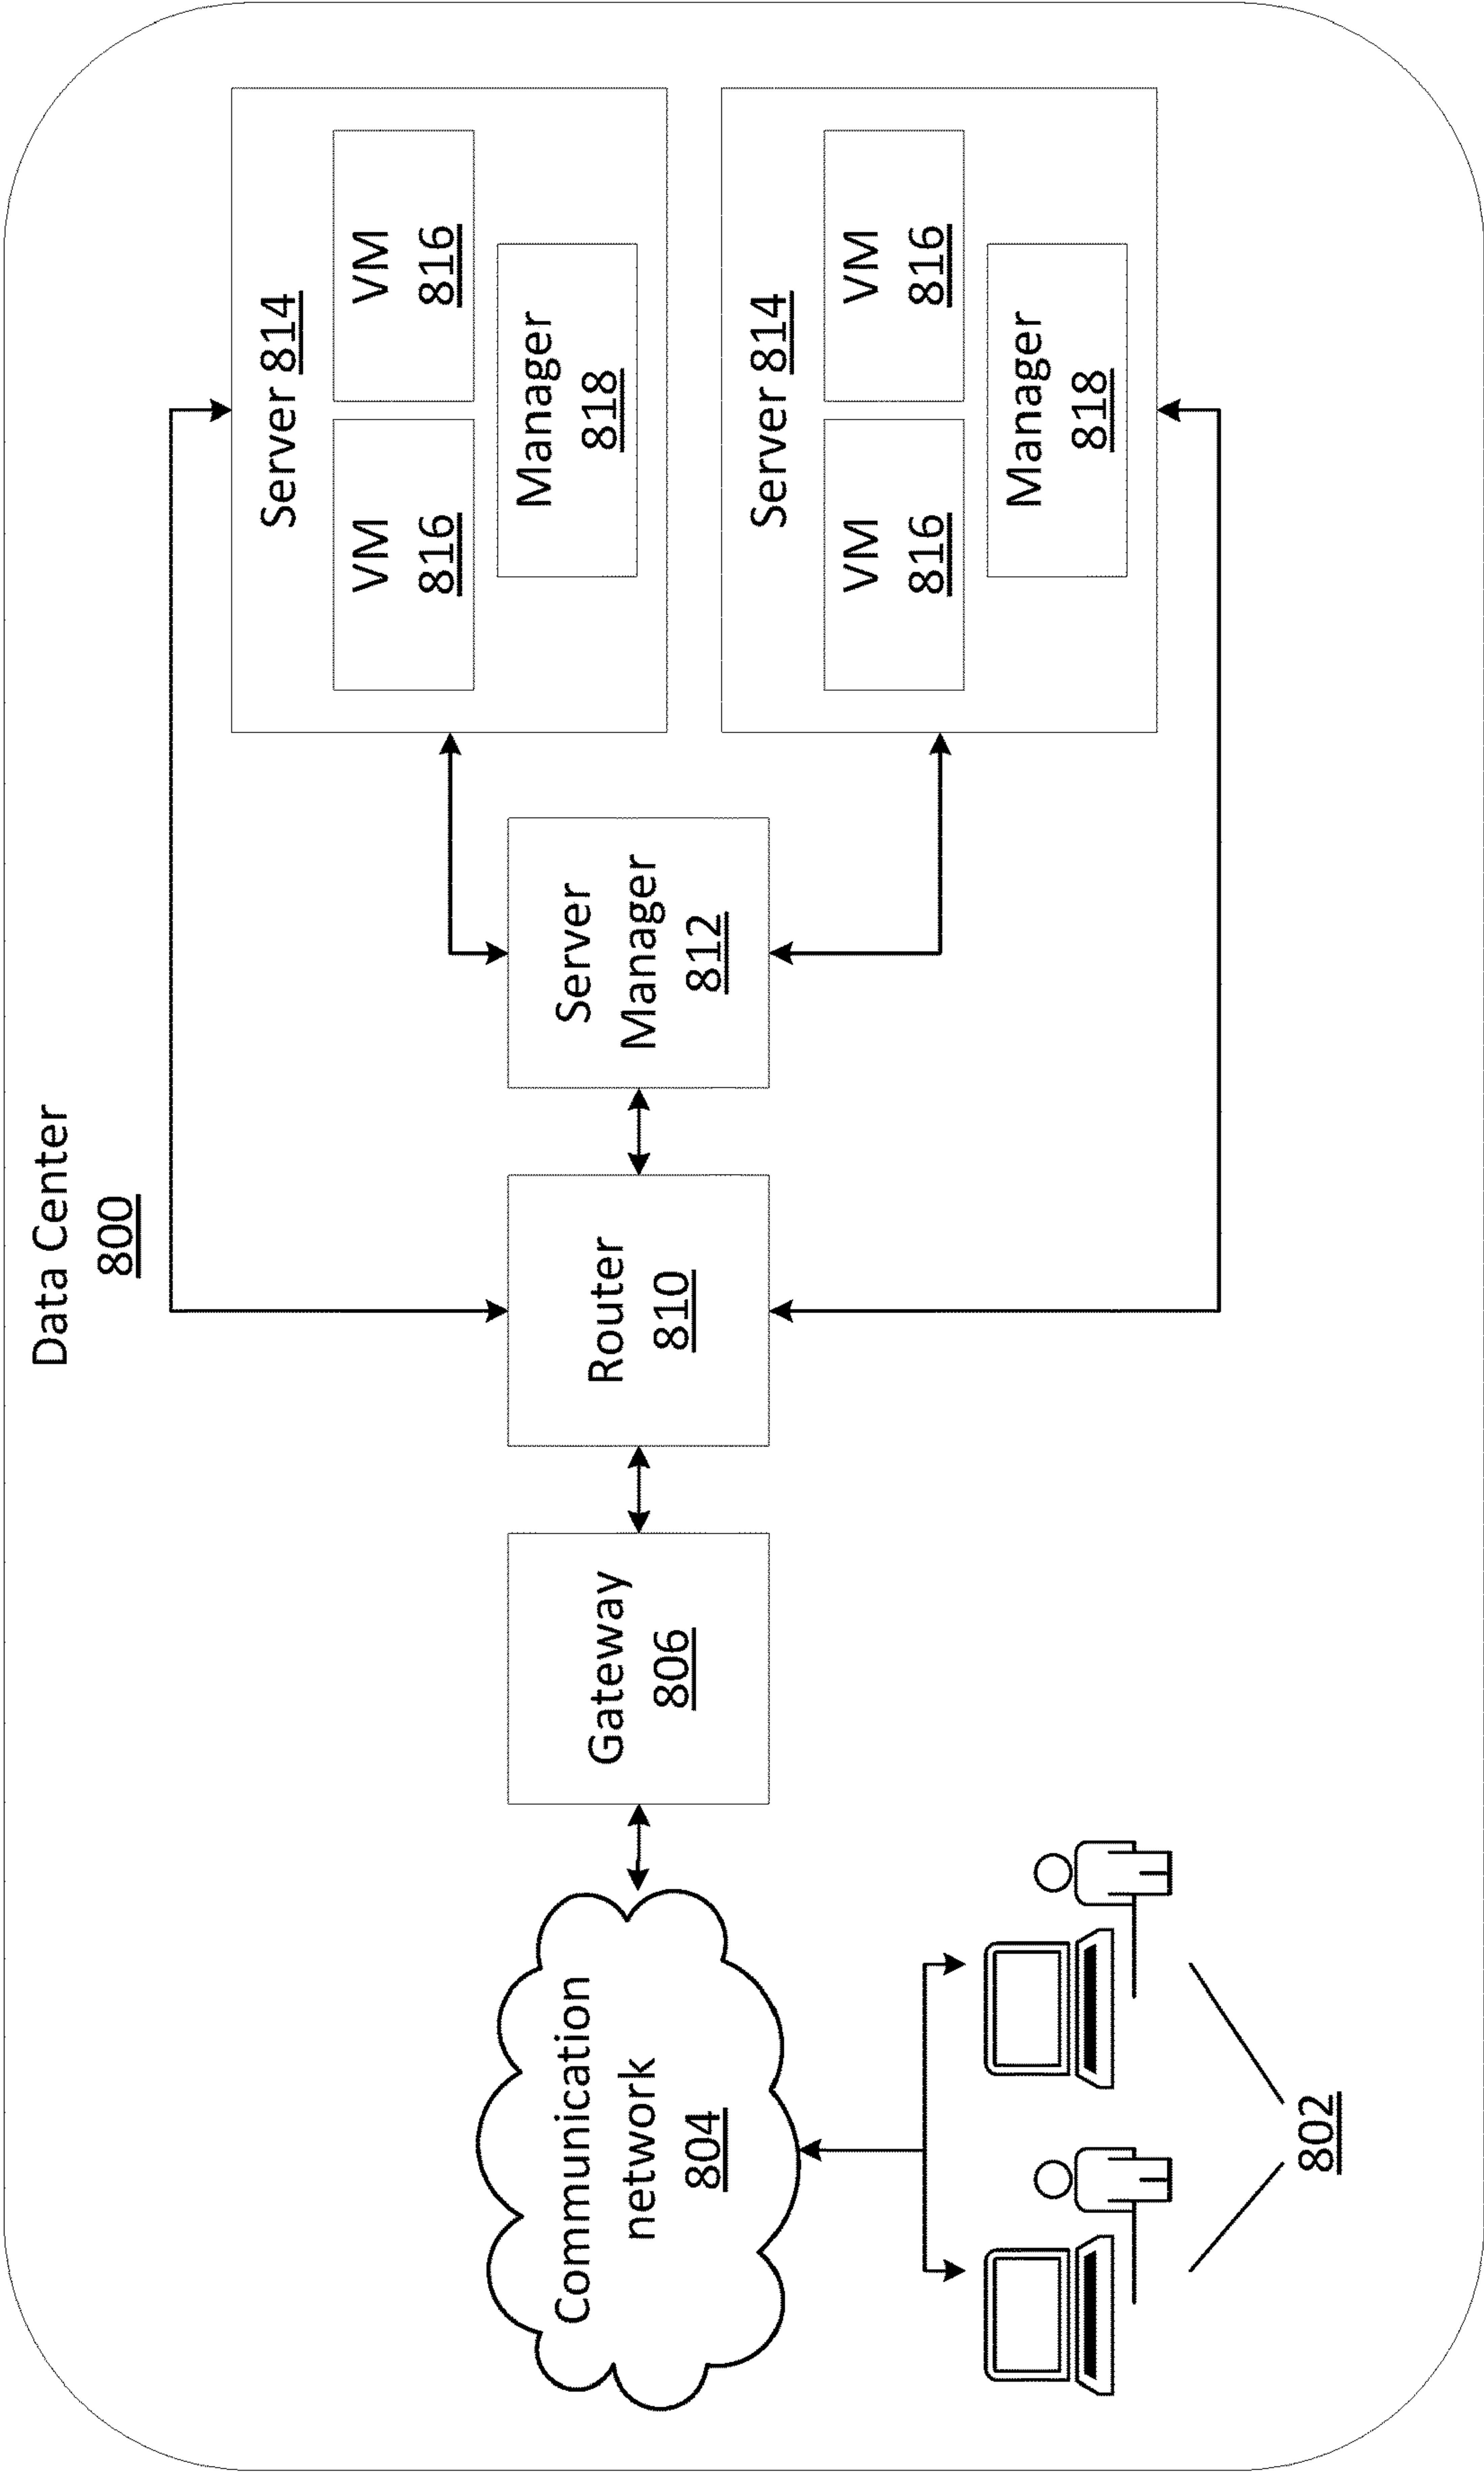 Data Center
800
Communication
network
804
Gateway
806
Router
810
Server
Manager
812
Server 814
VM
816
VM
816
Manager
818
Server 814
VM
816
VM
816
Manager
818
802